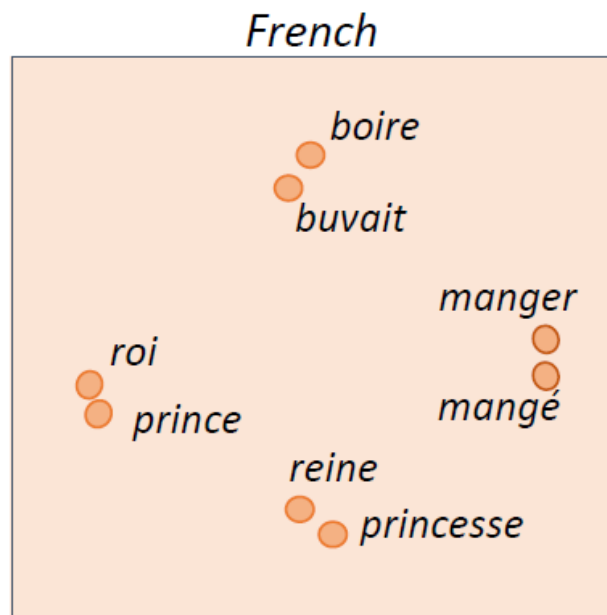 French
boire
buvait
manger
roi
mangé
prince
reine
princesse